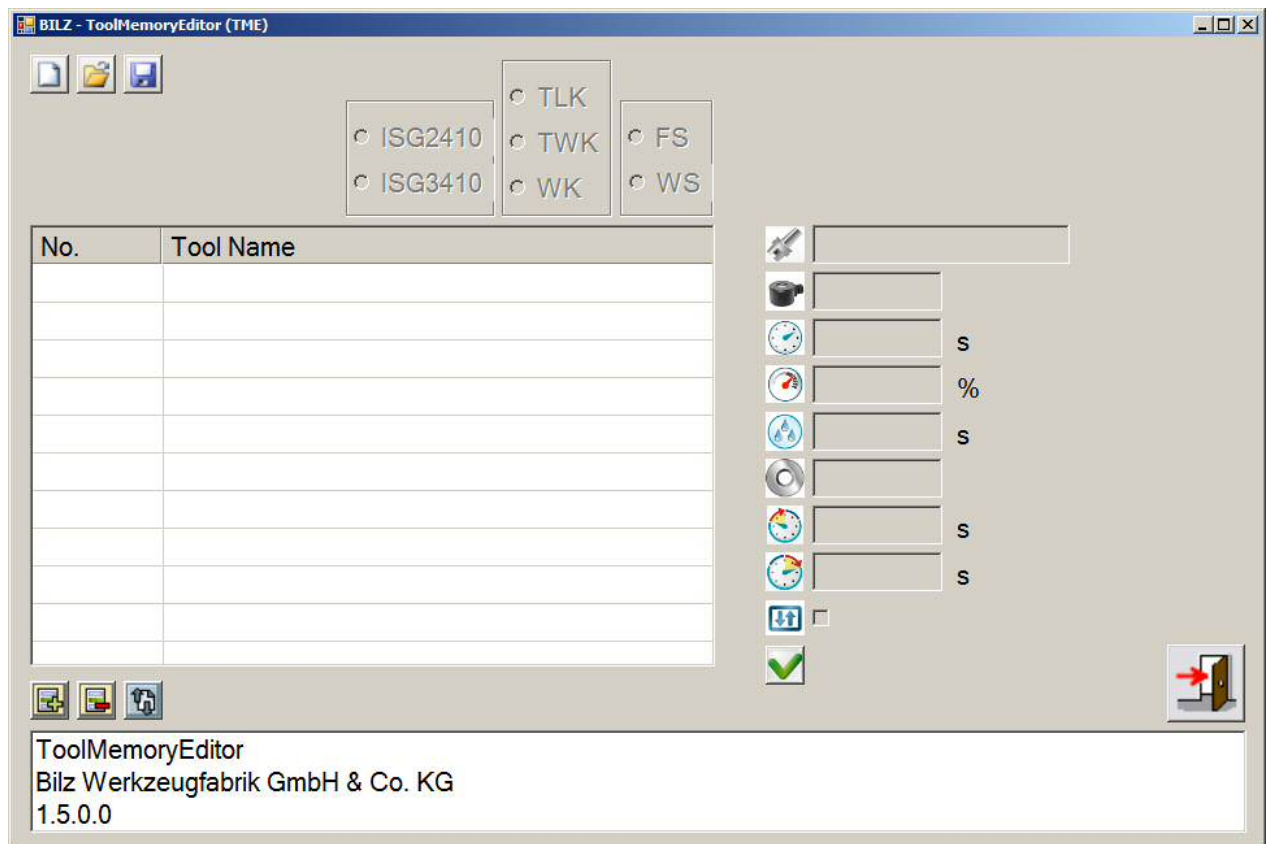 BILZ - ToolMemoryEditor (TME)
TLK
ISG2410
TWK
FS
ISG3410
WK
WS
No. Tool Name
s
%
s
s
s
ToolMemoryEditor
Bilz Werkzeugfabrik GmbH & Co. KG
1.5.0.0